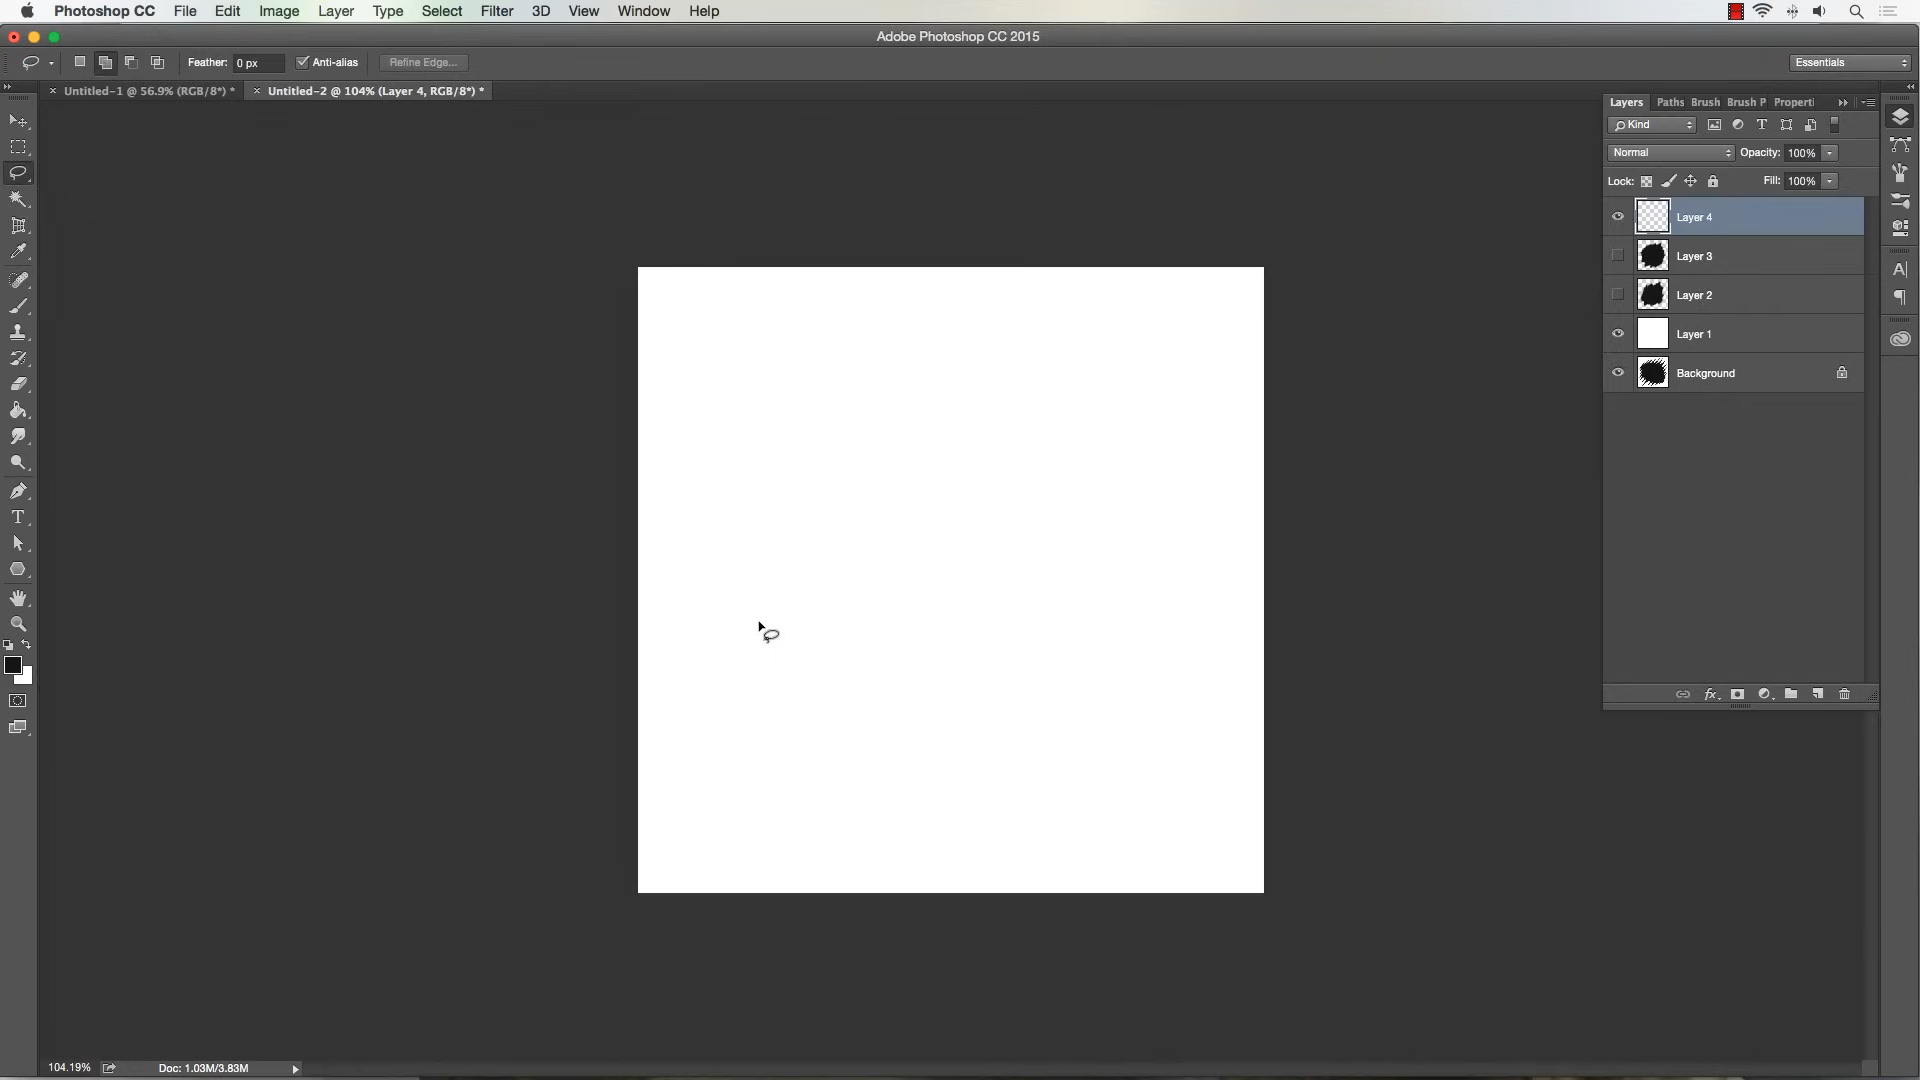 Photoshop CC File Edit Image Layer Type Select Filter 3D View Window Help
Adobe Photoshop CC 2015
Feather: 0 px Anti-alias Refine Edge... Essentials
× Untitled-1 @ 56.9% (RGB/8*) * × Untitled-2 @ 104% (Layer 4, RGB/8*) *
Layers Paths Brush Brush P Properti
Kind
Normal Opacity: 100%
Lock: Fill: 100%
Layer 4
Layer 3
Layer 2
Layer 1
Background
fx
T
A
104.19% Doc: 1.03M/3.83M